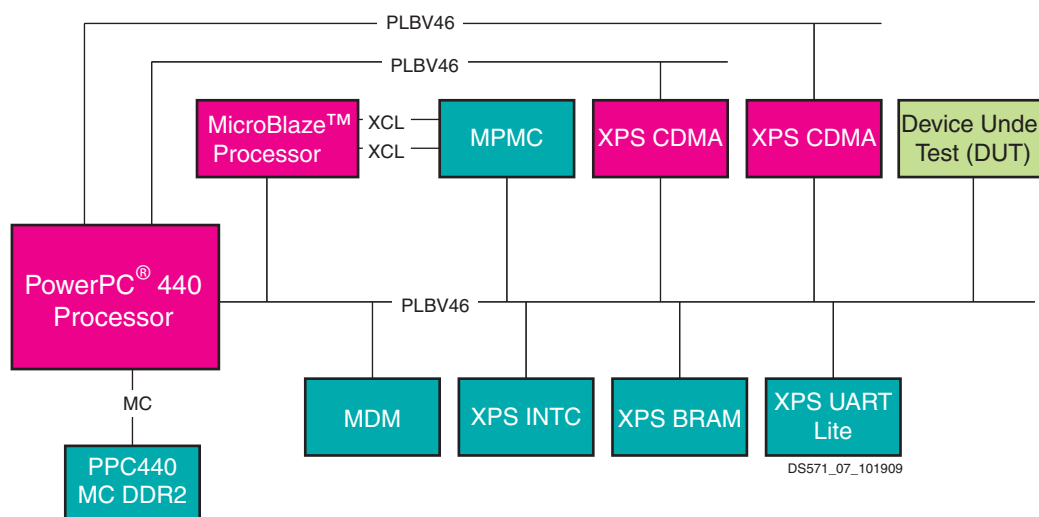 PLBV46
PLBV46
MicroBlaze™
Processor
XCL
XCL
MPMC
XPS CDMA
XPS CDMA
Device Unde
Test (DUT)
PowerPC® 440
Processor
PLBV46
MC
MDM
XPS INTC
XPS BRAM
XPS UART
Lite
PPC440
MC DDR2
DS571_07_101909